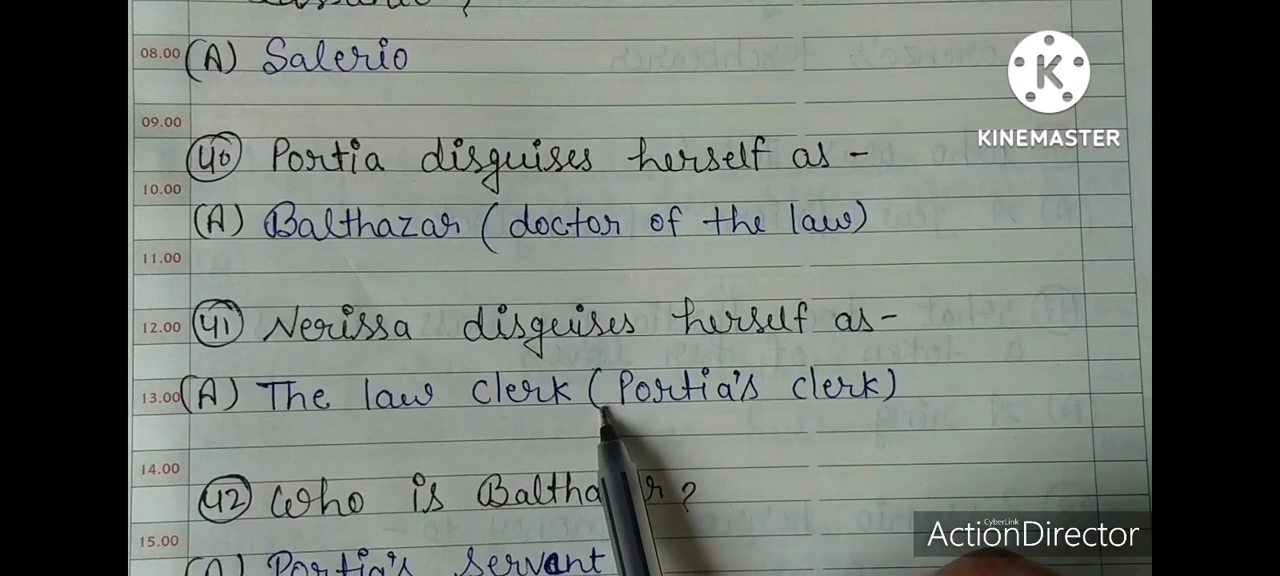 08.00 (A) Salerio
09.00
40 Portia disguises herself as -
10.00
(A) Balthazar (doctor of the law)
11.00
12.00 41 Nerissa disguises herself as -
13.00 (A) The law clerk (Portia's clerk)
14.00
42 Who is ?
15.00
(A) Portia's servant
K
KINEMASTER
CyberLink
ActionDirector